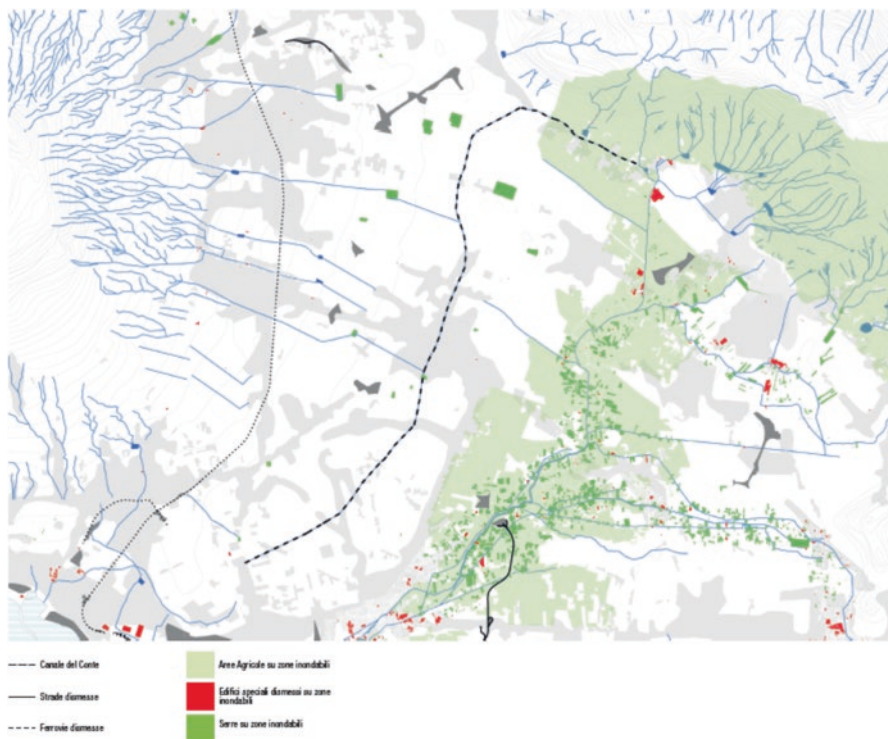 Canale del Conte
Strade dismesse
Ferrovie dismesse
Aree Agricole su zone inondabili
Edifici speciali dismessi su zone
inondabili
Serre su zone inondabili